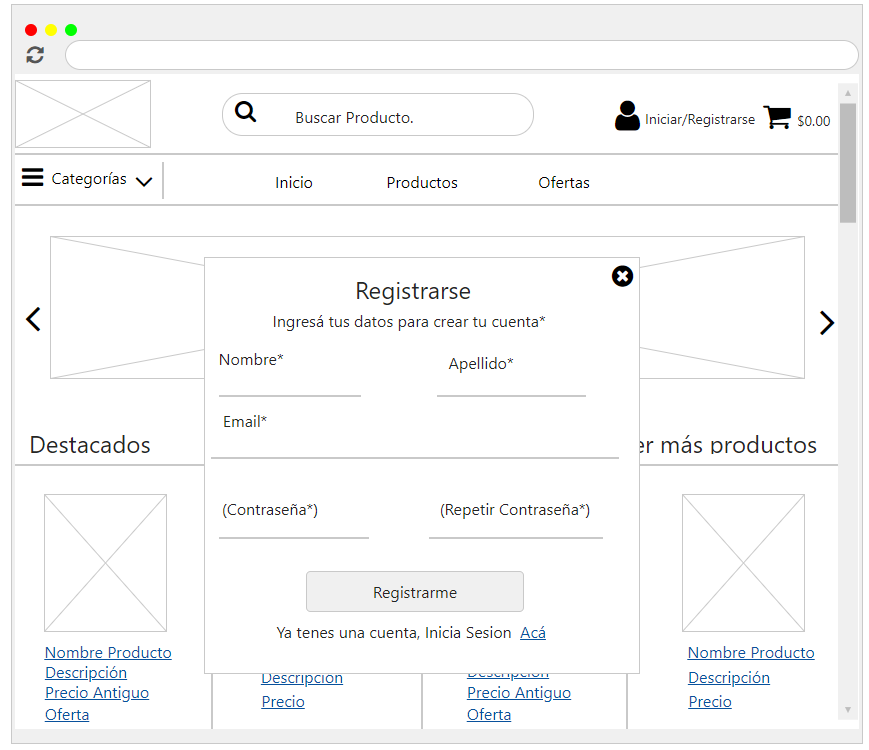 Buscar Producto.
Iniciar/Registrarse
$0.00
Categorías
Inicio
Productos
Ofertas
Registrarse
Ingresá tus datos para crear tu cuenta*
Nombre*
Apellido*
Email*
Destacados
er más productos
(Contraseña*)
(Repetir Contraseña*)
Registrarme
Ya tenes una cuenta, Inicia Sesion Acá
Nombre Producto
Descripción
Precio Antiguo
Oferta
Descripción
Precio
Descripción
Precio Antiguo
Oferta
Nombre Producto
Descripción
Precio